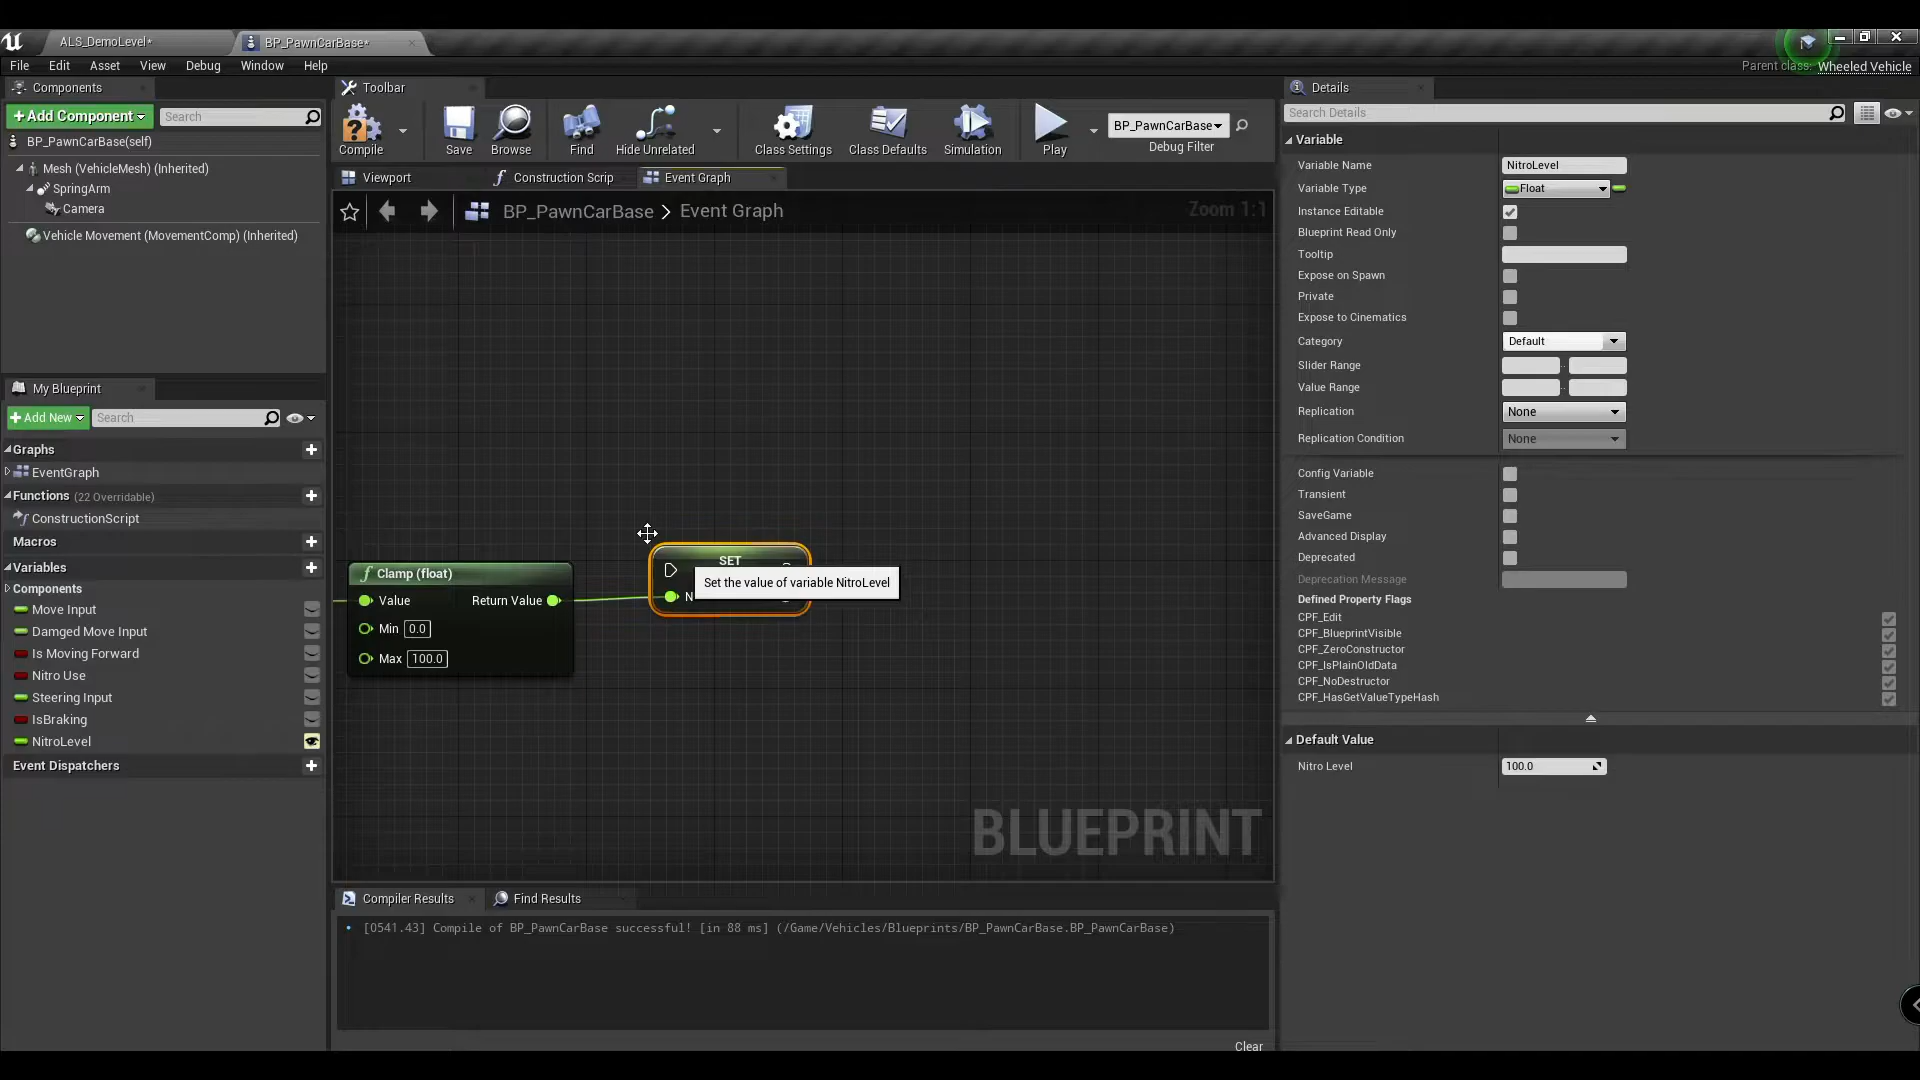 ALS_DemoLevel*
BP_PawnCarBase*
File Edit Asset View Debug Window Help
Parent class: Wheeled Vehicle
Components
Add Component
Search
BP_PawnCarBase(self)
Mesh (VehicleMesh) (Inherited)
SpringArm
Camera
Vehicle Movement (MovementComp) (Inherited)
My Blueprint
Add New
Search
Graphs
EventGraph
Functions (22 Overridable)
ConstructionScript
Macros
Variables
Components
Move Input
Damged Move Input
Is Moving Forward
Nitro Use
Steering Input
IsBraking
NitroLevel
Event Dispatchers
Toolbar
Compile
Save
Browse
Find
Hide Unrelated
Class Settings
Class Defaults
Simulation
Play
BP_PawnCarBase
Debug Filter
Viewport
Construction Scrip
Event Graph
BP_PawnCarBase > Event Graph
Zoom 1:1
Clamp (float)
Value Return Value
Min 0.0
Max 100.0
SET
N
Set the value of variable NitroLevel
BLUEPRINT
Compiler Results
Find Results
[0541.43] Compile of BP_PawnCarBase successful! [in 88 ms] (/Game/Vehicles/Blueprints/BP_PawnCarBase.BP_PawnCarBase)
Clear
Details
Search Details
Variable
Variable Name NitroLevel
Variable Type Float
Instance Editable
Blueprint Read Only
Tooltip
Expose on Spawn
Private
Expose to Cinematics
Category Default
Slider Range
Value Range
Replication None
Replication Condition None
Config Variable
Transient
SaveGame
Advanced Display
Deprecated
Deprecation Message
Defined Property Flags
CPF_Edit
CPF_BlueprintVisible
CPF_ZeroConstructor
CPF_IsPlainOldData
CPF_NoDestructor
CPF_HasGetValueTypeHash
Default Value
Nitro Level 100.0